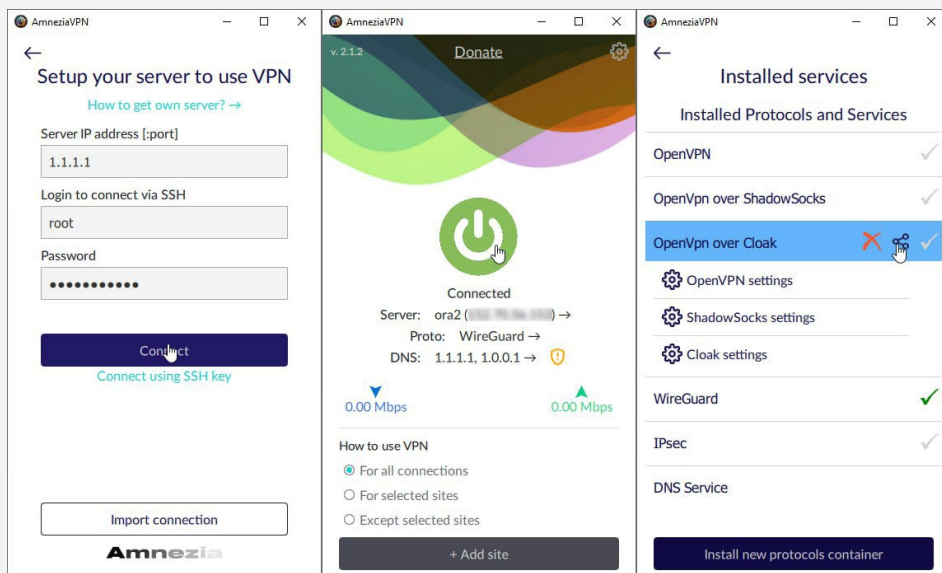 AmneziaVPN
Setup your server to use VPN
How to get own server? →
Server IP address [:port]
1.1.1.1
Login to connect via SSH
root
Password
•••••••••••
Connect
Connect using SSH key
Import connection
Amnezia
AmneziaVPN
v. 2.1.2
Donate
Connected
Server: ora2 ( ) →
Proto: WireGuard →
DNS: 1.1.1.1, 1.0.0.1 →
0.00 Mbps
0.00 Mbps
How to use VPN
For all connections
For selected sites
Except selected sites
+ Add site
AmneziaVPN
Installed services
Installed Protocols and Services
OpenVPN
OpenVpn over ShadowSocks
OpenVpn over Cloak
OpenVPN settings
ShadowSocks settings
Cloak settings
WireGuard
IPsec
DNS Service
Install new protocols container